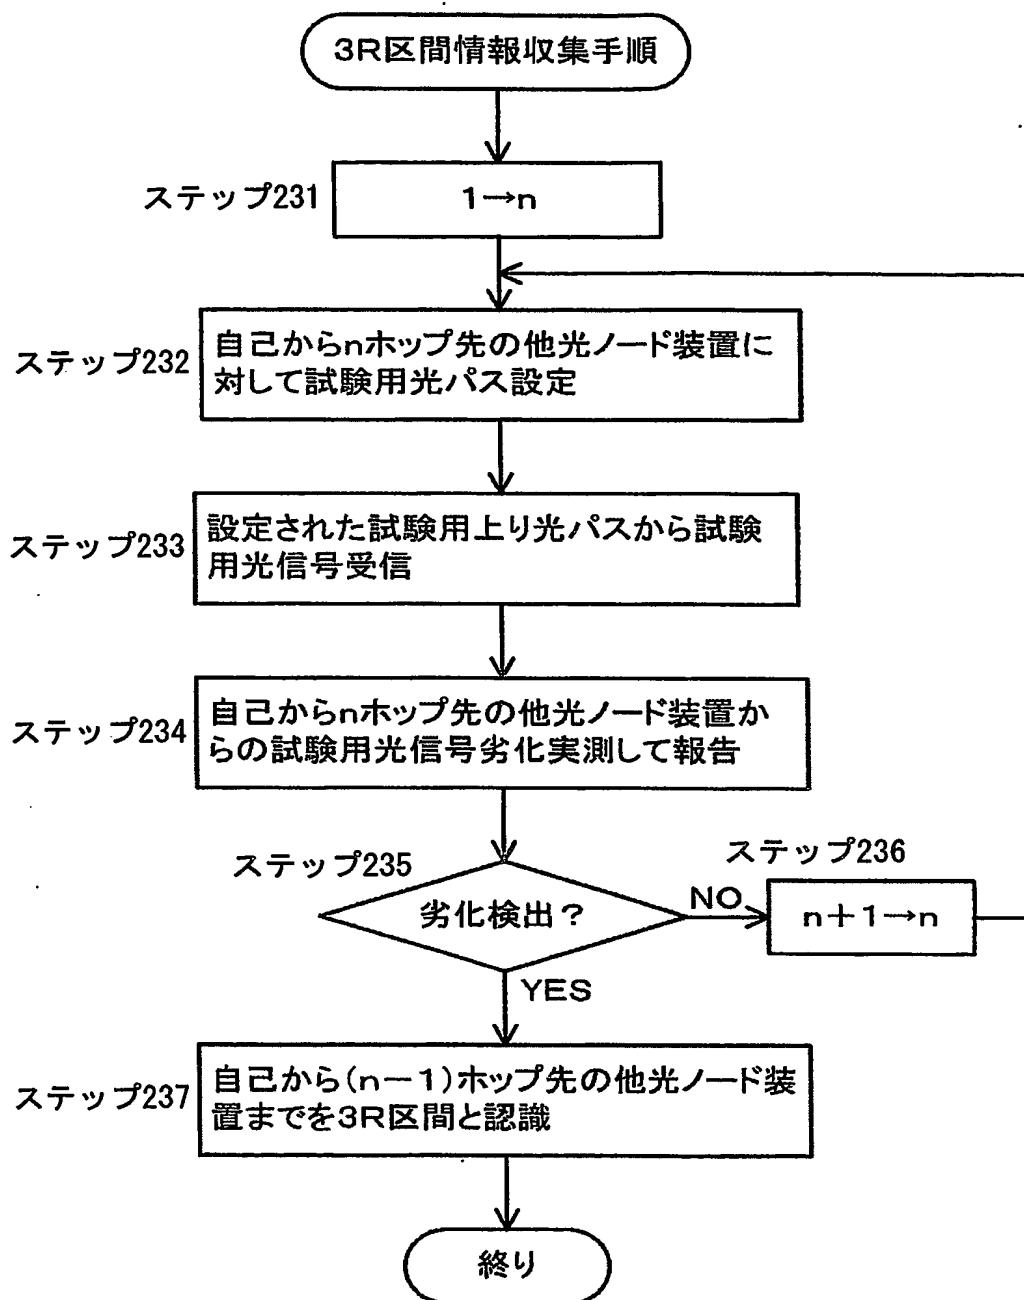 3R区間情報収集手順
ステップ231
1→n
ステップ232
自己からnホップ先の他光ノード装置に
対して試験用光パス設定
ステップ233
設定された試験用上り光パスから試験
用光信号受信
ステップ234
自己からnホップ先の他光ノード装置か
らの試験用光信号劣化実測して報告
ステップ235
劣化検出?
NO
ステップ236
n+1→n
YES
ステップ237
自己から(n-1)ホップ先の他光ノード装
置までを3R区間と認識
終り